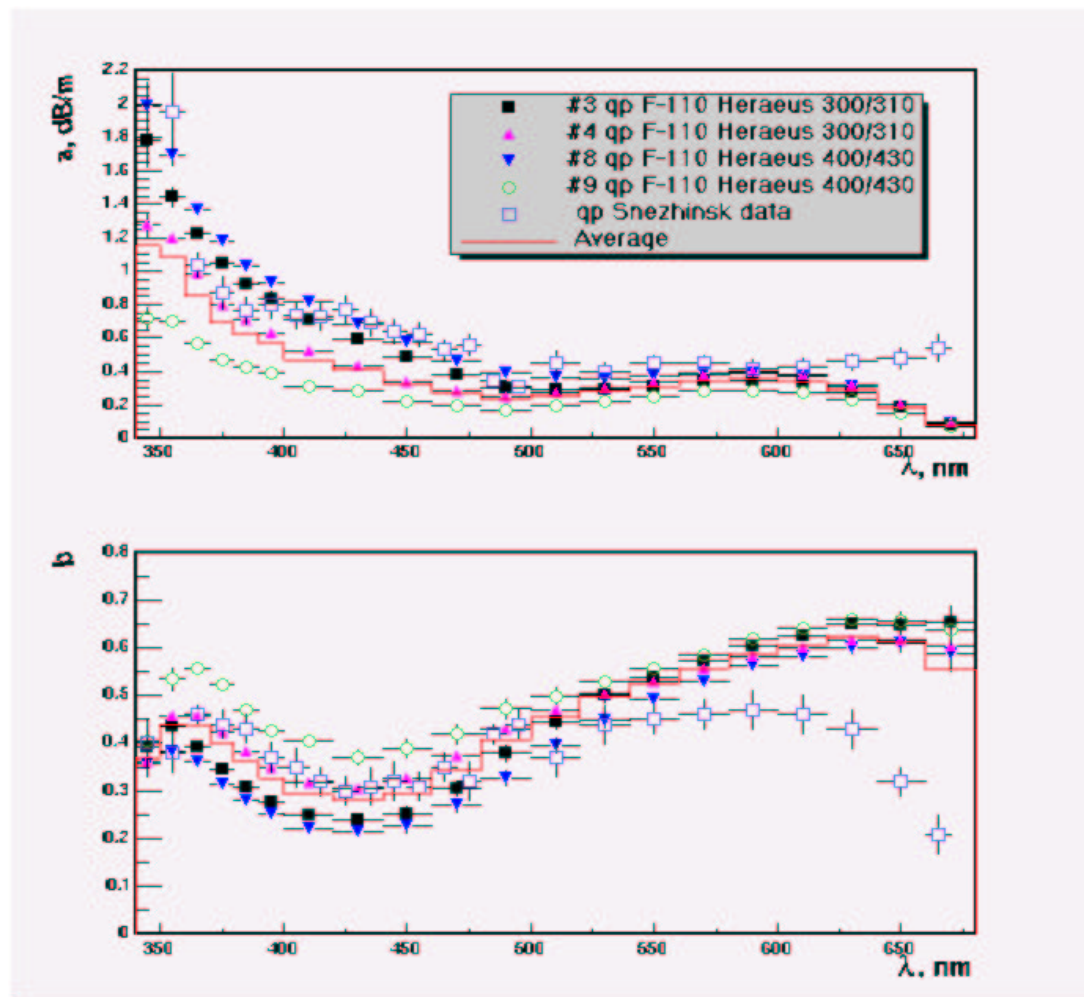 a, dB/m
2.2
2
1.8
1.6
1.4
1.2
1
0.8
0.6
0.4
0.2
0
#3 qp F-110 Heraeus 300/310
#4 qp F-110 Heraeus 300/310
#8 qp F-110 Heraeus 400/430
#9 qp F-110 Heraeus 400/430
qp Snezhinsk data
Average
350 400 450 500 550 600 650
λ, nm
b
0.8
0.7
0.6
0.5
0.4
0.3
0.2
0.1
0
350 400 450 500 550 600 650
λ, nm